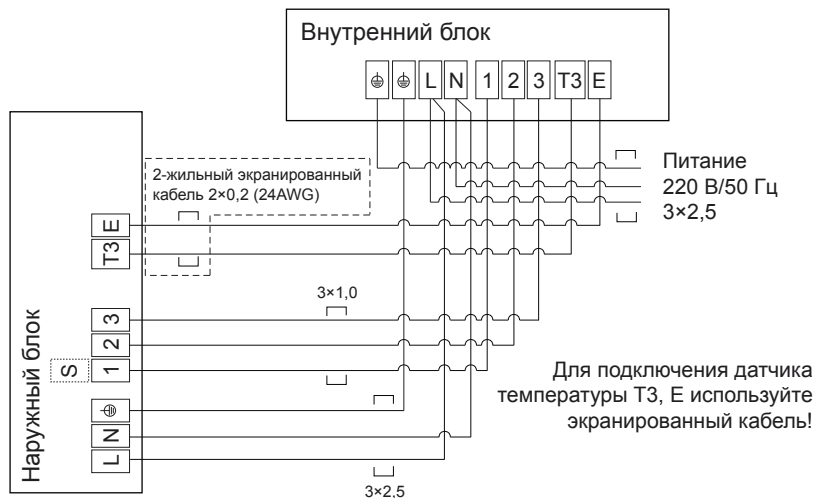 Внутренний блок
L N 1 2 3 T3 E
Питание
220 В/50 Гц
3×2,5
2-жильный экранированный
кабель 2×0,2 (24AWG)
Наружный блок
E
T3
3
2
1
S
N
L
3×1,0
3×2,5
Для подключения датчика
температуры Т3, Е используйте
экранированный кабель!